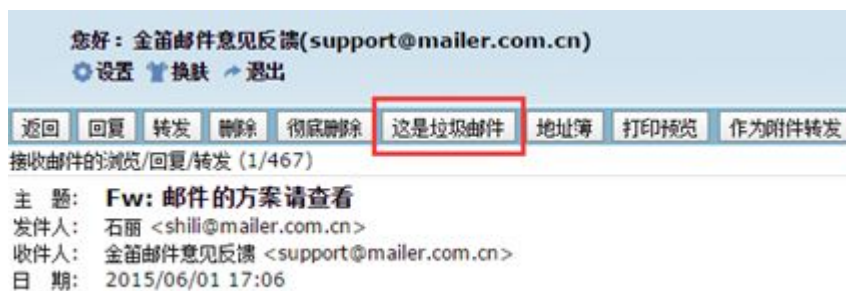 您好：金笛邮件意见反馈(support@mailer.com.cn)
设置 换肤 退出
返回 回复 转发 删除 彻底删除 这是垃圾邮件 地址簿 打印预览 作为附件转发
接收邮件的浏览/回复/转发 (1/467)
主 题: Fw: 邮件的方案请查看
发件人: 石丽 <shili@mailer.com.cn>
收件人: 金笛邮件意见反馈 <support@mailer.com.cn>
日 期: 2015/06/01 17:06